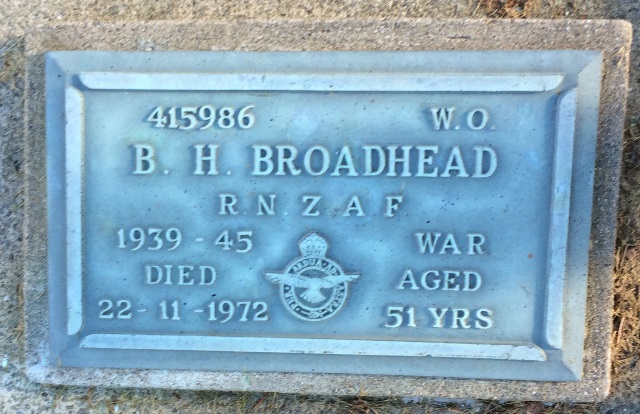 415986 W.O.
B. H. BROADHEAD
R.N.Z.A.F
1939 - 45 WAR
DIED AGED
22-11-1972 51 YRS